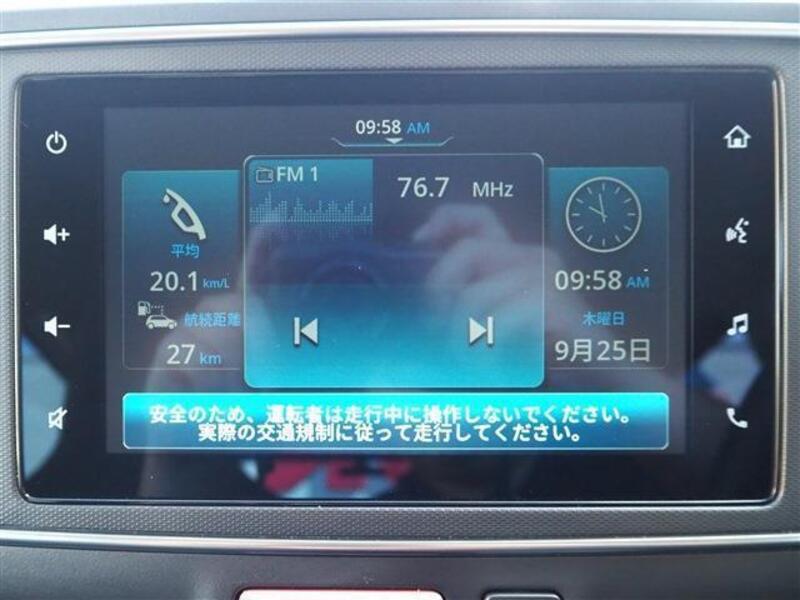 09:58 AM
FM 1
76.7 MHz
平均
20.1 km/L
航続距離
27 km
09:58 AM
木曜日
9月25日
安全のため、運転者は走行中に操作しないでください。
実際の交通規制に従って走行してください。